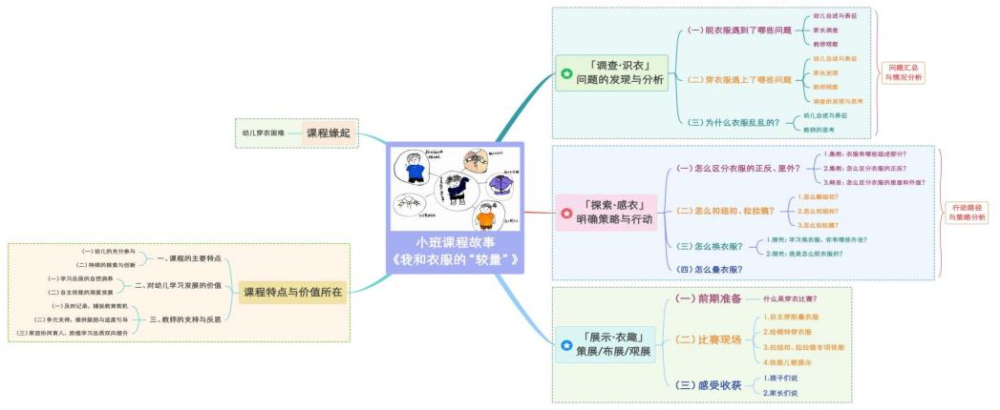 小班课程故事
《我和衣服的“较量”》
课程缘起
幼儿穿衣困难
「调查·识衣」
问题的发现与分析
(一)脱衣服遇到了哪些问题
幼儿自述与表征
家长调查
教师观察
(二)穿衣服遇上了哪些问题
幼儿自述与表征
家长发现
教师观察
调查的发现与思考
(三)为什么衣服乱乱的?
幼儿自述与表征
教师的思考
问题汇总
与情况分析
「探索·感衣」
明确策略与行动
(一)怎么区分衣服的正反、里外?
1.集教:衣服有哪些组成部分?
2.集教:怎么区分衣服的正反?
3.晓言:怎么区分衣服的里面和外面?
(二)怎么扣纽扣、拉拉链?
1.怎么解纽扣?
2.怎么扣纽扣?
3.怎么拉拉链?
(三)怎么换衣服?
1.探究:学习换衣服,你有哪些办法?
2.探究:我是怎么脱衣服的?
(四)怎么叠衣服?
行动路径
与策略分析
「展示·衣趣」
策展/布展/观展
(一)前期准备
什么是穿衣比赛?
(二)比赛现场
1.自主穿脱叠衣服
2.给模特穿衣服
3.扣纽扣、拉拉链专项技能
4.技能儿歌展示
(三)感受收获
1.孩子们说
2.家长们说
课程特点与价值所在
一、课程的主要特点
(一)幼儿的充分参与
(二)持续的探索与创新
二、对幼儿学习发展的价值
(一)学习品质的自然润养
(二)自主技能的深度发展
三、教师的支持与反思
(一)及时记录,捕捉教育契机
(二)多元支持,提供鼓励与适度引导
(三)家园协同育人,助推学习品质双向提升